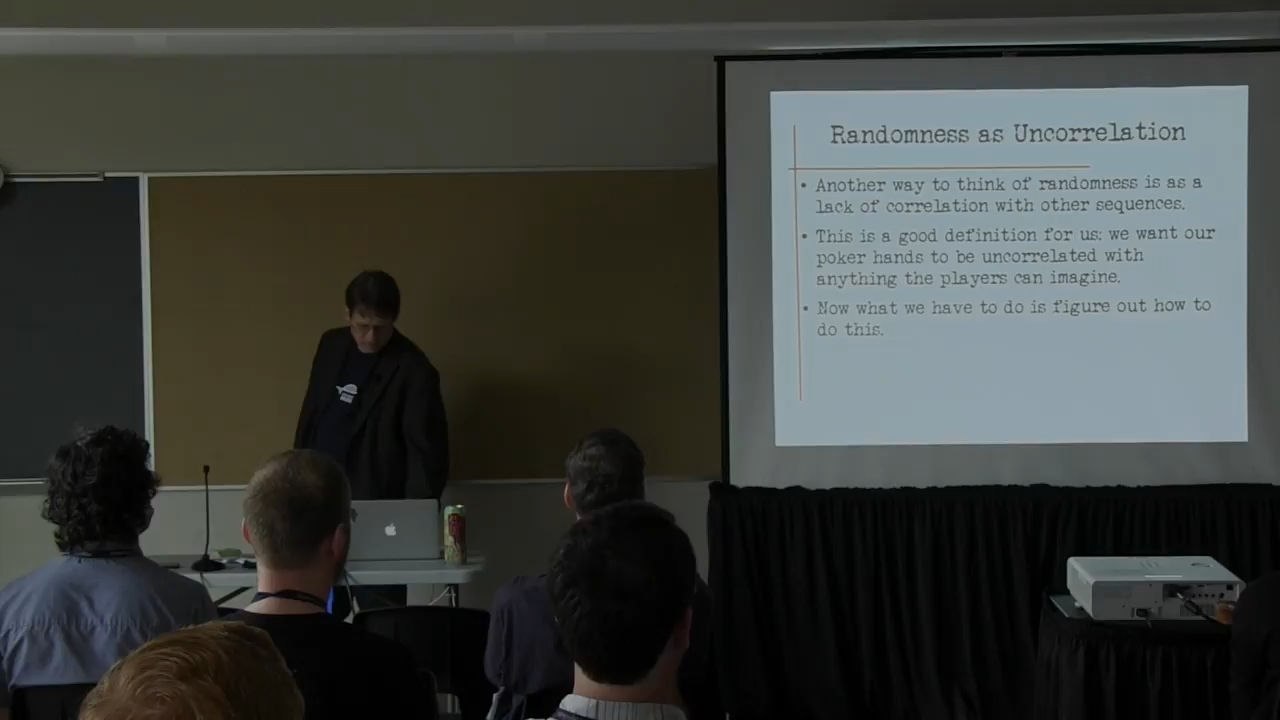 Randomness as Uncorrelation
• Another way to think of randomness is as a
lack of correlation with other sequences.
• This is a good definition for us: we want our
poker hands to be uncorrelated with
anything the players can imagine.
• Now what we have to do is figure out how to
do this.